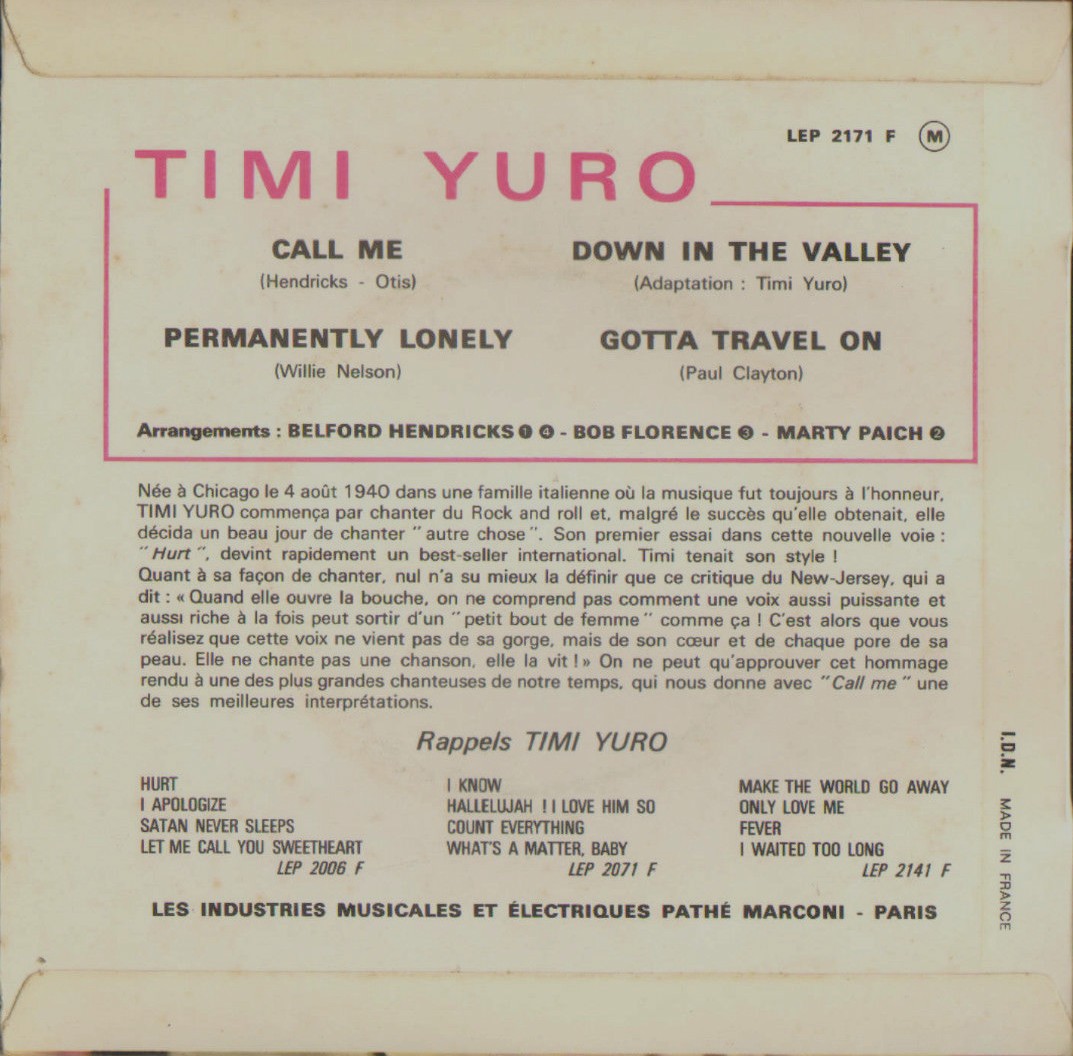 LEP 2171 F Ⓜ
TIMI YURO
CALL ME
(Hendricks - Otis)
DOWN IN THE VALLEY
(Adaptation : Timi Yuro)
PERMANENTLY LONELY
(Willie Nelson)
GOTTA TRAVEL ON
(Paul Clayton)
Arrangements : BELFORD HENDRICKS ❶ ❹ - BOB FLORENCE ❸ - MARTY PAICH ❷
Née à Chicago le 4 août 1940 dans une famille italienne où la musique fut toujours à l'honneur,
TIMI YURO commença par chanter du Rock and roll et, malgré le succès qu'elle obtenait, elle
décida un beau jour de chanter "autre chose". Son premier essai dans cette nouvelle voie :
"Hurt", devint rapidement un best-seller international. Timi tenait son style !
Quant à sa façon de chanter, nul n'a su mieux la définir que ce critique du New-Jersey, qui a
dit : « Quand elle ouvre la bouche, on ne comprend pas comment une voix aussi puissante et
aussi riche à la fois peut sortir d'un "petit bout de femme" comme ça ! C'est alors que vous
réalisez que cette voix ne vient pas de sa gorge, mais de son cœur et de chaque pore de sa
peau. Elle ne chante pas une chanson, elle la vit ! » On ne peut qu'approuver cet hommage
rendu à une des plus grandes chanteuses de notre temps, qui nous donne avec "Call me" une
de ses meilleures interprétations.
Rappels TIMI YURO
HURT
I APOLOGIZE
SATAN NEVER SLEEPS
LET ME CALL YOU SWEETHEART
LEP 2006 F
I KNOW
HALLELUJAH ! I LOVE HIM SO
COUNT EVERYTHING
WHAT'S A MATTER, BABY
LEP 2071 F
MAKE THE WORLD GO AWAY
ONLY LOVE ME
FEVER
I WAITED TOO LONG
LEP 2141 F
LES INDUSTRIES MUSICALES ET ÉLECTRIQUES PATHÉ MARCONI - PARIS
I.D.N. MADE IN FRANCE